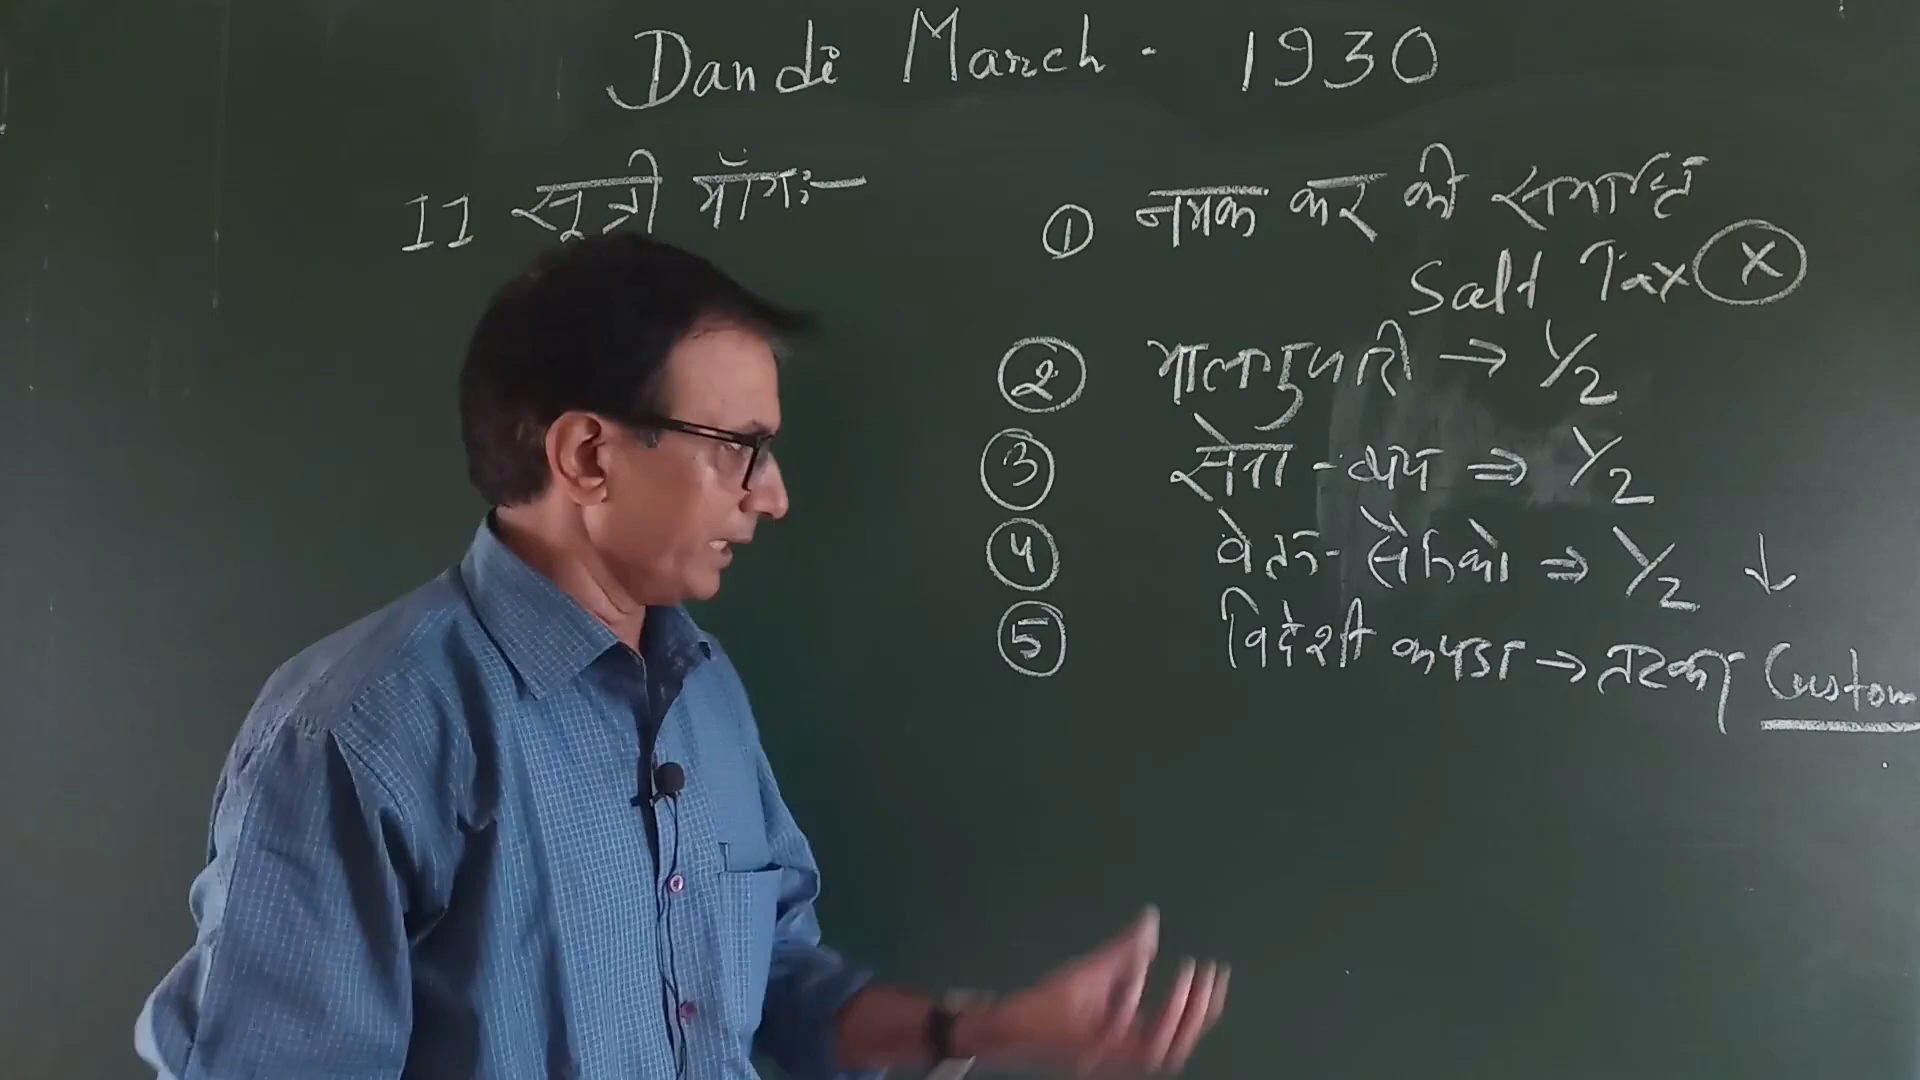 Dandi March - 1930
11 सूत्री माँग:-
① नमक कर की समाप्ति
Salt Tax Ⓧ
② मालगुजारी → 1/2
③ सेना - व्यय ⇒ 1/2
④ वेतन - सैनिको ⇒ 1/2 ↓
⑤ विदेशी कपडा → तटकर Custom